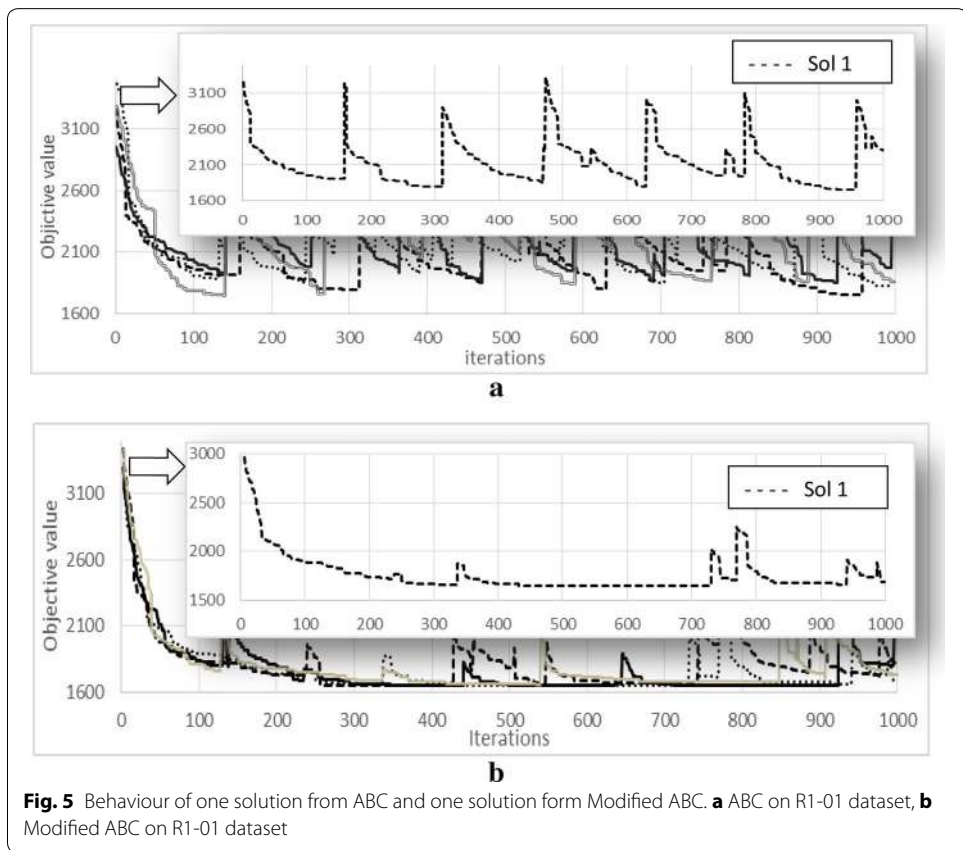 Sol 1
3100
2600
2100
1600
0 100 200 300 400 500 600 700 800 900 1000
Objictive value
3100
2600
2100
1600
0 100 200 300 400 500 600 700 800 900 1000
iterations
a
Sol 1
3000
2500
2000
1500
0 100 200 300 400 500 600 700 800 900 1000
Objective value
3100
2600
2100
1600
0 100 200 300 400 500 600 700 800 900 1000
Iterations
b
Fig. 5 Behaviour of one solution from ABC and one solution form Modified ABC. a ABC on R1-01 dataset, b
Modified ABC on R1-01 dataset